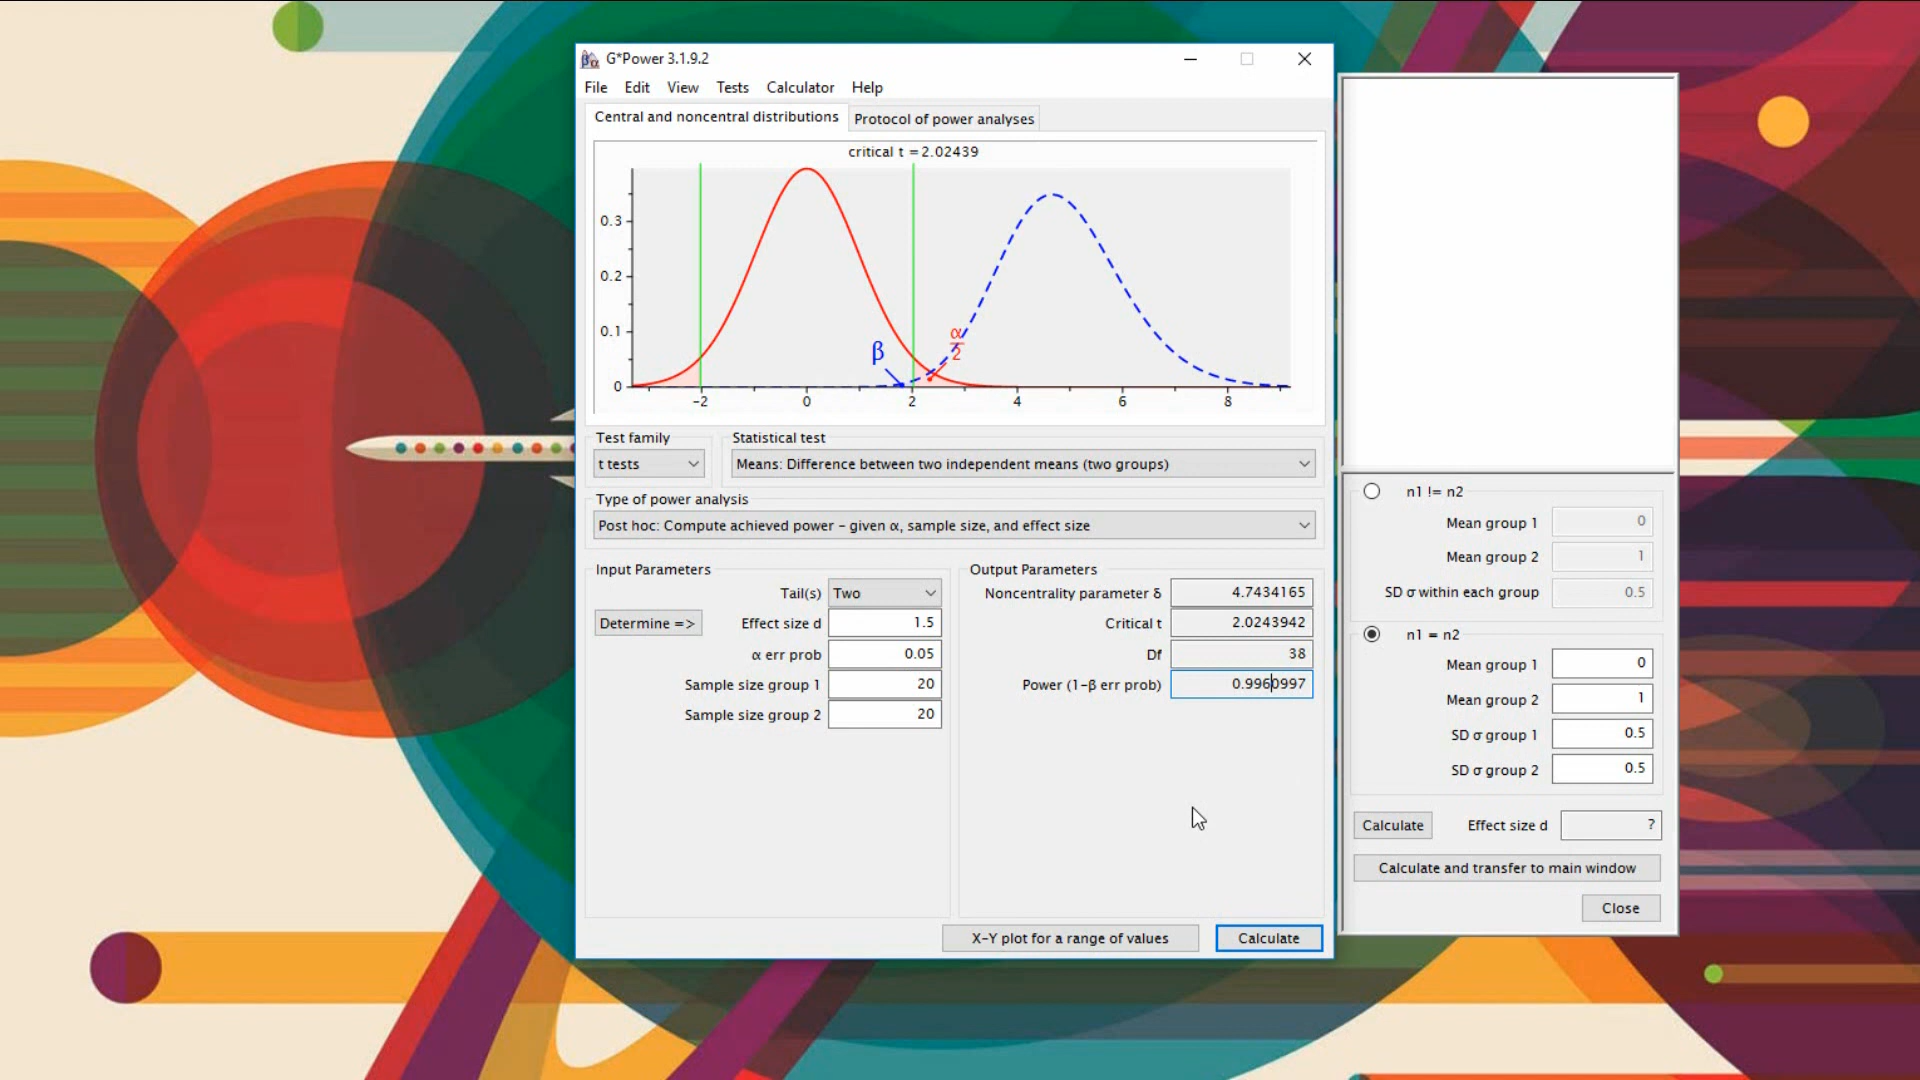 G*Power 3.1.9.2
File Edit View Tests Calculator Help
Central and noncentral distributions Protocol of power analyses
critical t = 2.02439
0.3
0.2
0.1
0
β
α
2
-2 0 2 4 6 8
Test family Statistical test
t tests Means: Difference between two independent means (two groups)
Type of power analysis
Post hoc: Compute achieved power – given α, sample size, and effect size
Input Parameters
Tail(s) Two
Determine => Effect size d 1.5
α err prob 0.05
Sample size group 1 20
Sample size group 2 20
Output Parameters
Noncentrality parameter δ 4.7434165
Critical t 2.0243942
Df 38
Power (1-β err prob) 0.9960997
X-Y plot for a range of values Calculate
n1 != n2
Mean group 1 0
Mean group 2 1
SD σ within each group 0.5
n1 = n2
Mean group 1 0
Mean group 2 1
SD σ group 1 0.5
SD σ group 2 0.5
Calculate Effect size d ?
Calculate and transfer to main window
Close